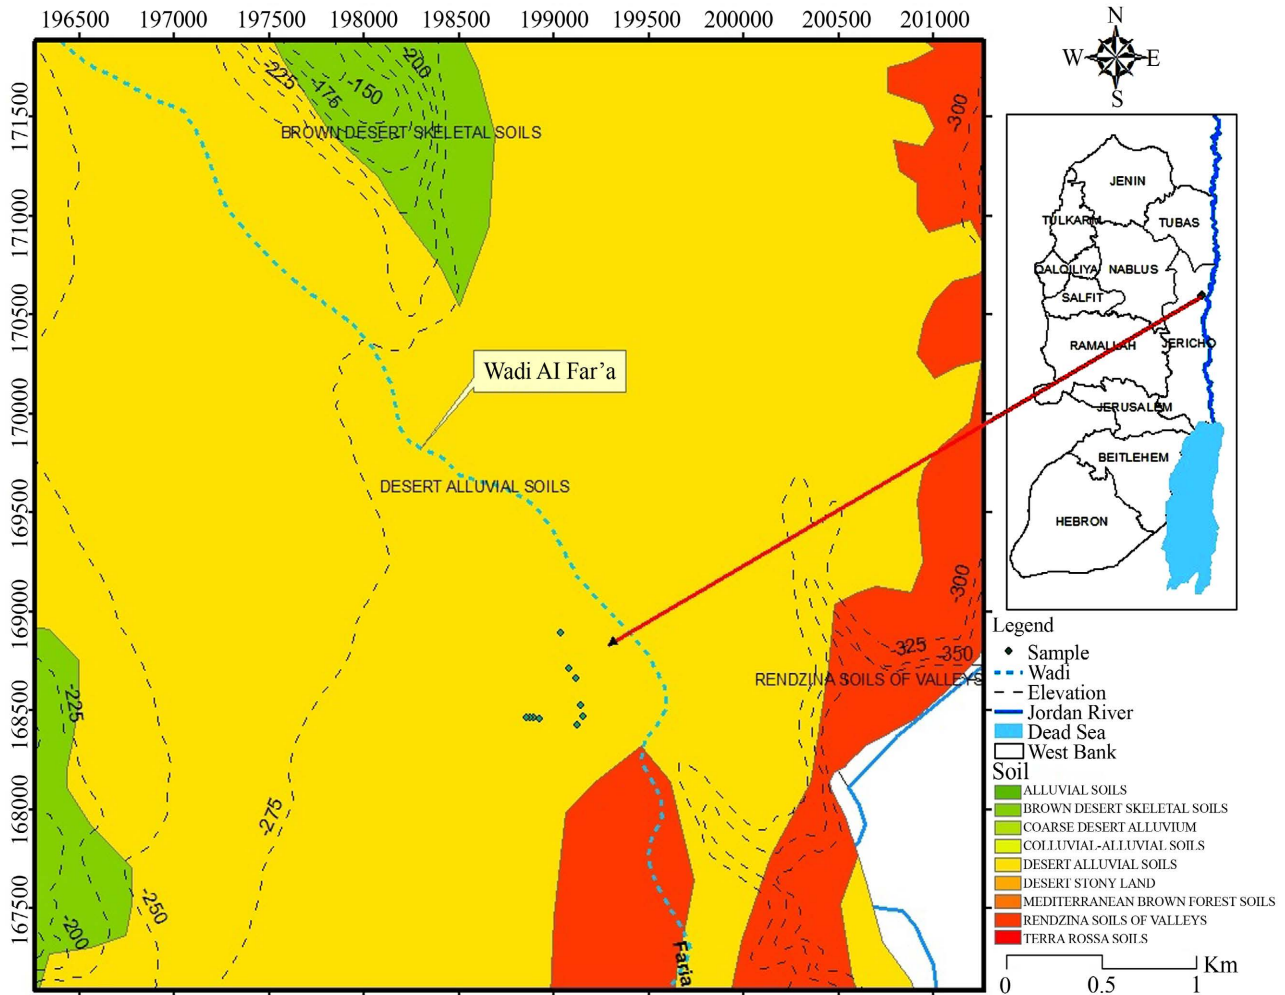 196500 197000 197500 198000 198500 199000 199500 200000 200500 201000
171500
171000
170500
170000
169500
169000
168500
168000
167500
-225
-175
-150
-200
BROWN DESERT SKELETAL SOILS
-300
Wadi AI Far’a
DESERT ALLUVIAL SOILS
-300
-325
-350
RENDZINA SOILS OF VALLEYS
-225
-275
-250
-200
Faria
N
W
E
S
JENIN
TULKARM
TUBAS
QALQILIYA
NABLUS
SALFIT
RAMALLAH
JERICHO
JERUSALEM
BEITLEHEM
HEBRON
Legend
Sample
Wadi
Elevation
Jordan River
Dead Sea
West Bank
Soil
ALLUVIAL SOILS
BROWN DESERT SKELETAL SOILS
COARSE DESERT ALLUVIUM
COLLUVIAL-ALLUVIAL SOILS
DESERT ALLUVIAL SOILS
DESERT STONY LAND
MEDITERRANEAN BROWN FOREST SOILS
RENDZINA SOILS OF VALLEYS
TERRA ROSSA SOILS
Km
0 0.5 1